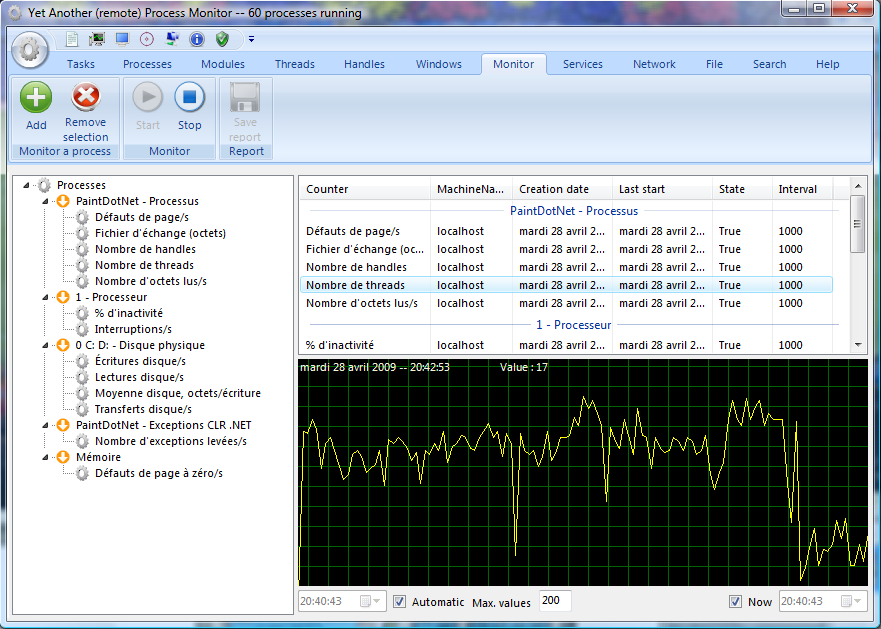 Yet Another (remote) Process Monitor -- 60 processes running
Tasks Processes Modules Threads Handles Windows Monitor Services Network File Search Help
Add Remove selection Start Stop Save report
Monitor a process Monitor Report
Processes
PaintDotNet - Processus
Défauts de page/s
Fichier d'échange (octets)
Nombre de handles
Nombre de threads
Nombre d'octets lus/s
1 - Processeur
% d'inactivité
Interruptions/s
0 C: D: - Disque physique
Écritures disque/s
Lectures disque/s
Moyenne disque, octets/écriture
Transferts disque/s
PaintDotNet - Exceptions CLR .NET
Nombre d'exceptions levées/s
Mémoire
Défauts de page à zéro/s
Counter MachineNa... Creation date Last start State Interval
PaintDotNet - Processus
Défauts de page/s localhost mardi 28 avril 2... mardi 28 avril 2... True 1000
Fichier d'échange (oc... localhost mardi 28 avril 2... mardi 28 avril 2... True 1000
Nombre de handles localhost mardi 28 avril 2... mardi 28 avril 2... True 1000
Nombre de threads localhost mardi 28 avril 2... mardi 28 avril 2... True 1000
Nombre d'octets lus/s localhost mardi 28 avril 2... mardi 28 avril 2... True 1000
1 - Processeur
% d'inactivité localhost mardi 28 avril 2... mardi 28 avril 2... True 1000
mardi 28 avril 2009 -- 20:42:53 Value : 17
20:40:43 Automatic Max. values 200 Now 20:40:43